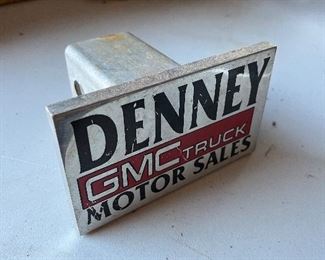 DENNEY
GMC TRUCK
MOTOR SALES